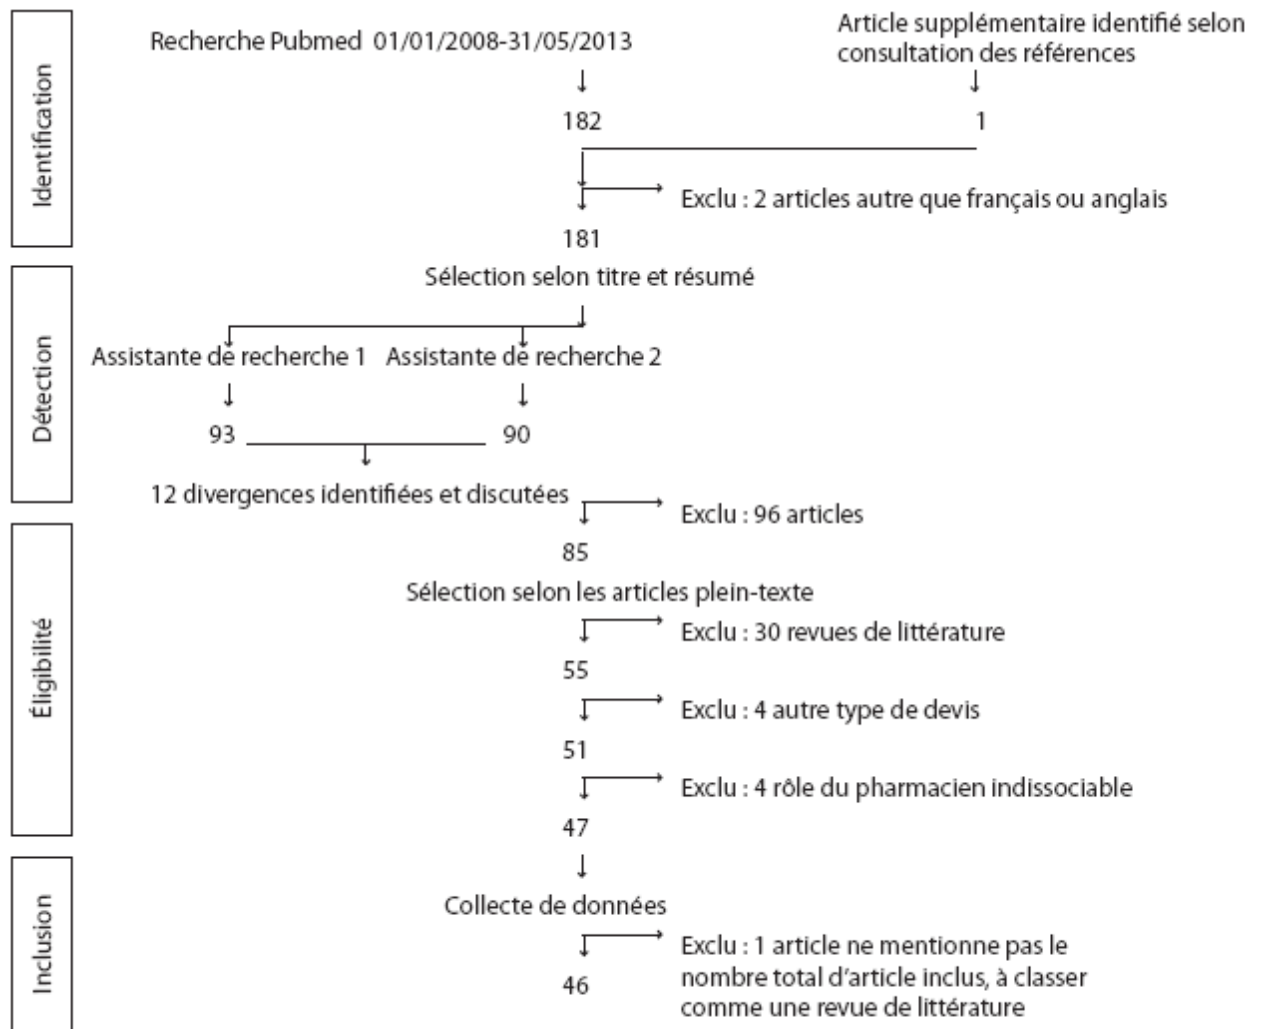 Identification
Recherche Pubmed 01/01/2008-31/05/2013
Article supplémentaire identifié selon
consultation des références
182
1
Exclu : 2 articles autre que français ou anglais
181
Détection
Sélection selon titre et résumé
Assistante de recherche 1
Assistante de recherche 2
93
90
12 divergences identifiées et discutées
Exclu : 96 articles
Éligibilité
85
Sélection selon les articles plein-texte
Exclu : 30 revues de littérature
55
Exclu : 4 autre type de devis
51
Exclu : 4 rôle du pharmacien indissociable
47
Inclusion
Collecte de données
Exclu : 1 article ne mentionne pas le
nombre total d'article inclus, à classer
comme une revue de littérature
46